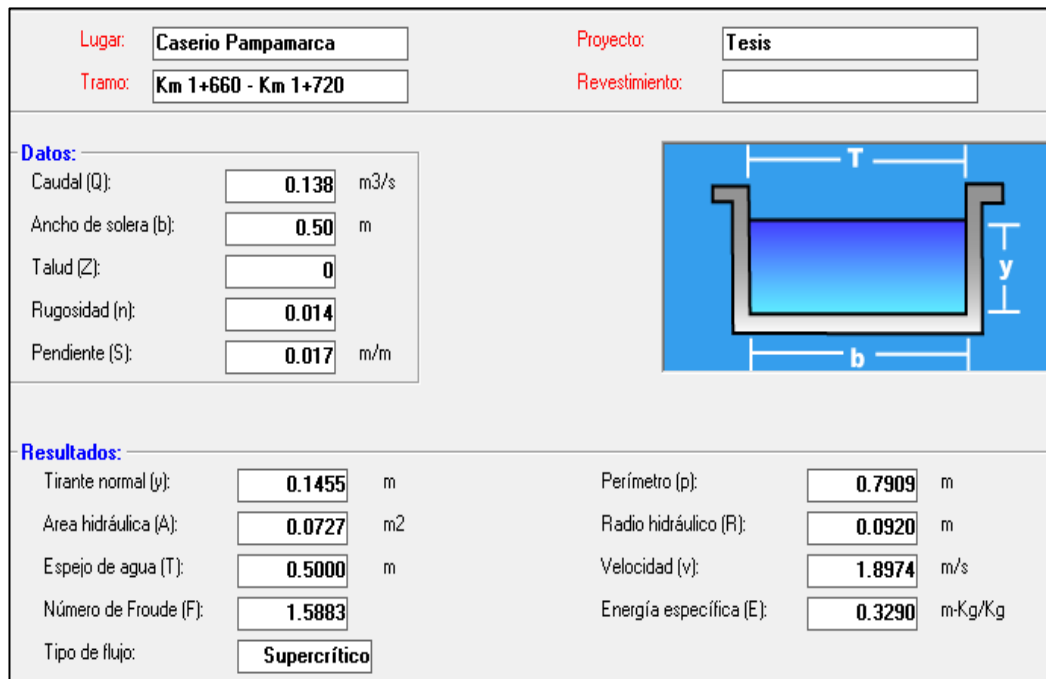 Lugar: Caserio Pampamarca Proyecto: Tesis
Tramo: Km 1+660 - Km 1+720 Revestimiento:
Datos:
Caudal (Q): 0.138 m3/s
Ancho de solera (b): 0.50 m
Talud (Z): 0
Rugosidad (n): 0.014
Pendiente (S): 0.017 m/m
T
y
b
Resultados:
Tirante normal (y): 0.1455 m Perímetro (p): 0.7909 m
Area hidráulica (A): 0.0727 m2 Radio hidráulico (R): 0.0920 m
Espejo de agua (T): 0.5000 m Velocidad (v): 1.8974 m/s
Número de Froude (F): 1.5883 Energía específica (E): 0.3290 m-Kg/Kg
Tipo de flujo: Supercrítico